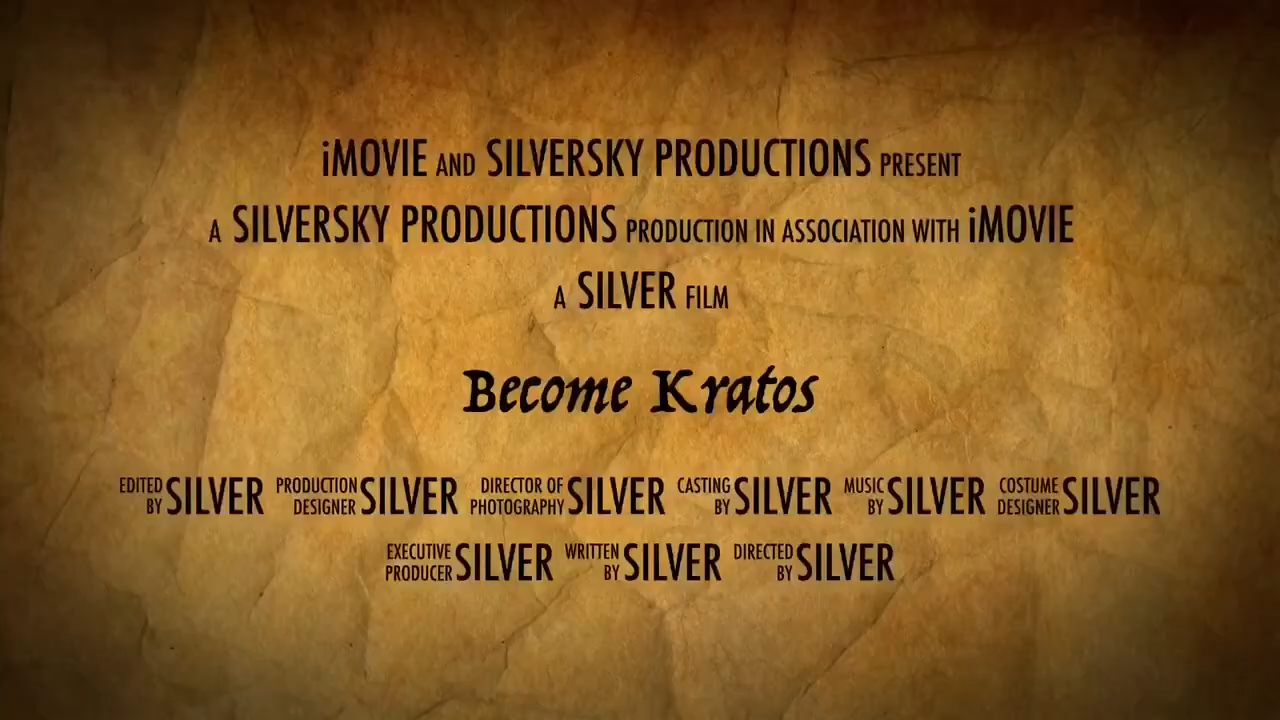 iMOVIE AND SILVERSKY PRODUCTIONS PRESENT
A SILVERSKY PRODUCTIONS PRODUCTION IN ASSOCIATION WITH iMOVIE
A SILVER FILM
Become Kratos
EDITED BY SILVER PRODUCTION DESIGNER SILVER DIRECTOR OF PHOTOGRAPHY SILVER CASTING BY SILVER MUSIC BY SILVER COSTUME DESIGNER SILVER
EXECUTIVE PRODUCER SILVER WRITTEN BY SILVER DIRECTED BY SILVER